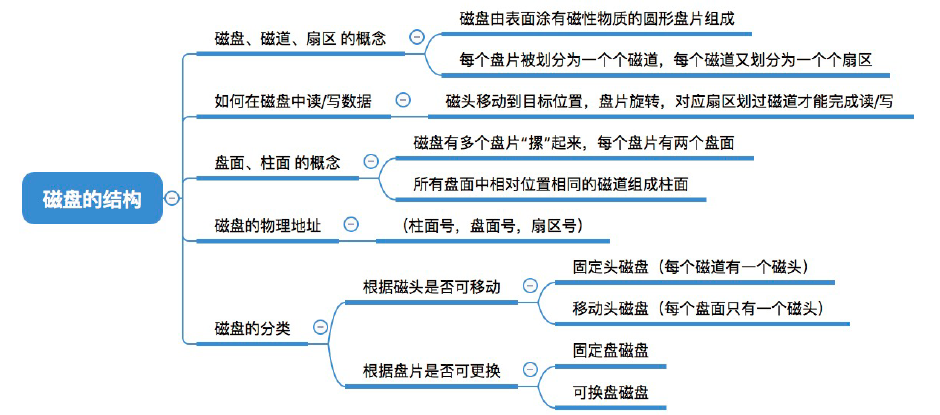 磁盘的结构
磁盘、磁道、扇区 的概念
磁盘由表面涂有磁性物质的圆形盘片组成
每个盘片被划分为一个个磁道，每个磁道又划分为一个个扇区
如何在磁盘中读/写数据
磁头移动到目标位置，盘片旋转，对应扇区划过磁道才能完成读/写
盘面、柱面 的概念
磁盘有多个盘片“摞”起来，每个盘片有两个盘面
所有盘面中相对位置相同的磁道组成柱面
磁盘的物理地址
（柱面号，盘面号，扇区号）
磁盘的分类
根据磁头是否可移动
固定头磁盘（每个磁道有一个磁头）
移动头磁盘（每个盘面只有一个磁头）
根据盘片是否可更换
固定盘磁盘
可换盘磁盘